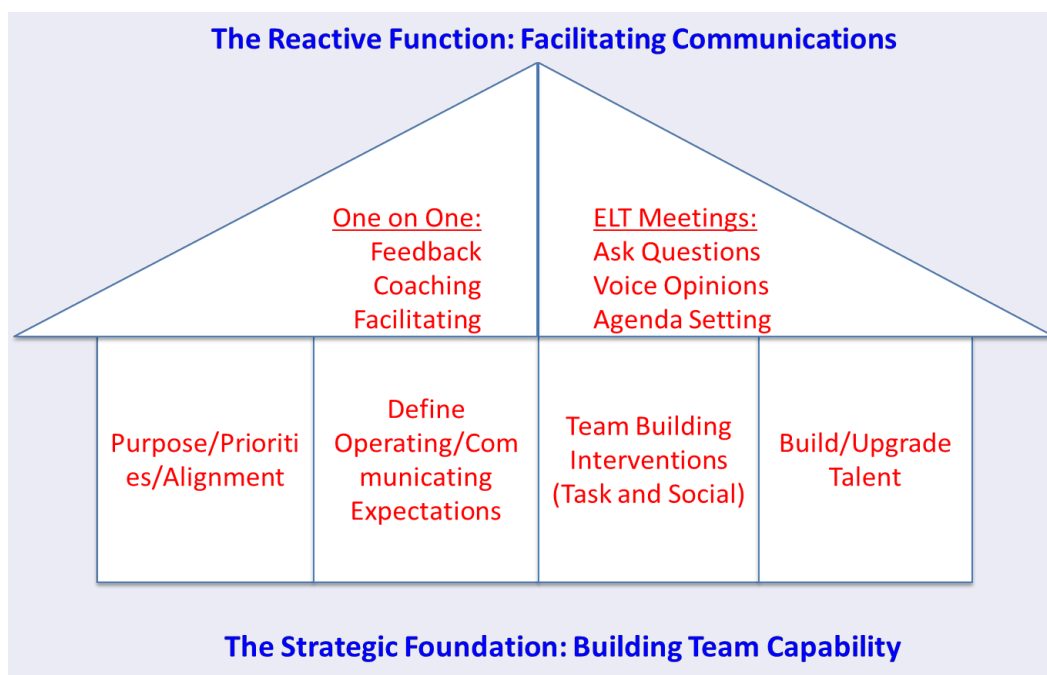 The Reactive Function: Facilitating Communications
One on One:
Feedback
Coaching
Facilitating
ELT Meetings:
Ask Questions
Voice Opinions
Agenda Setting
Purpose/Prioriti
es/Alignment
Define
Operating/Com
municating
Expectations
Team Building
Interventions
(Task and Social)
Build/Upgrade
Talent
The Strategic Foundation: Building Team Capability